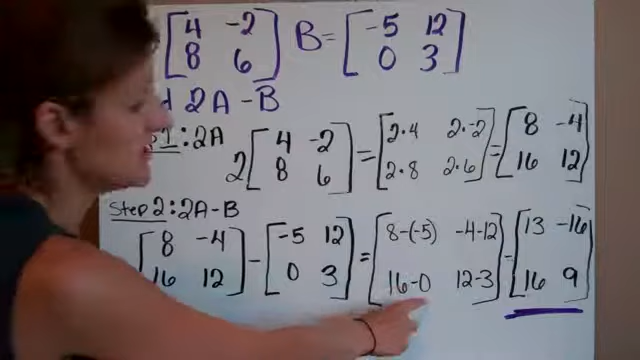 [4 -2] B= [-5 12]
[8 6] [0 3]
2A - B
1: 2A
2[4 -2] = [2·4 2·-2] = [8 -4]
[8 6] [2·8 2·6] [16 12]
Step 2: 2A-B
[8 -4] - [-5 12] = [8-(-5) -4-12] = [13 -16]
[16 12] [0 3] [16-0 12-3] [16 9]